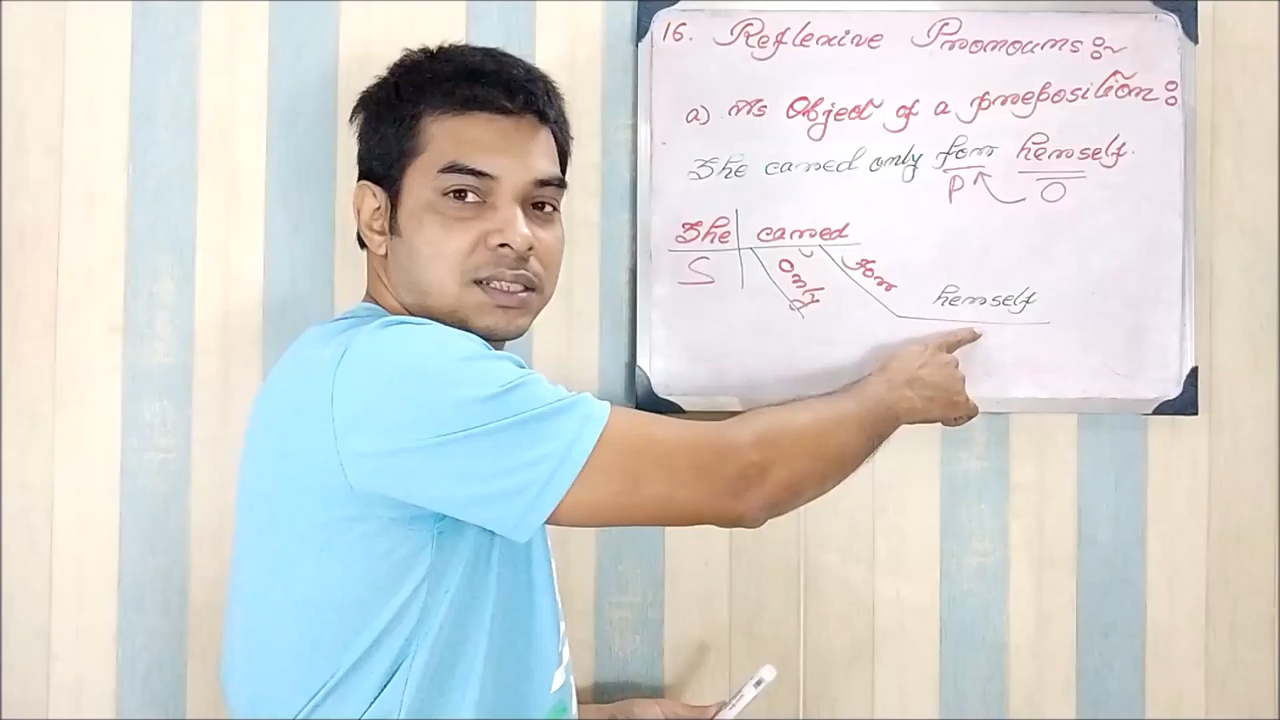 16. Reflexive Pronouns:~
a) As Object of a preposition:
She cared only for herself.
P O
She cared
S only for
herself